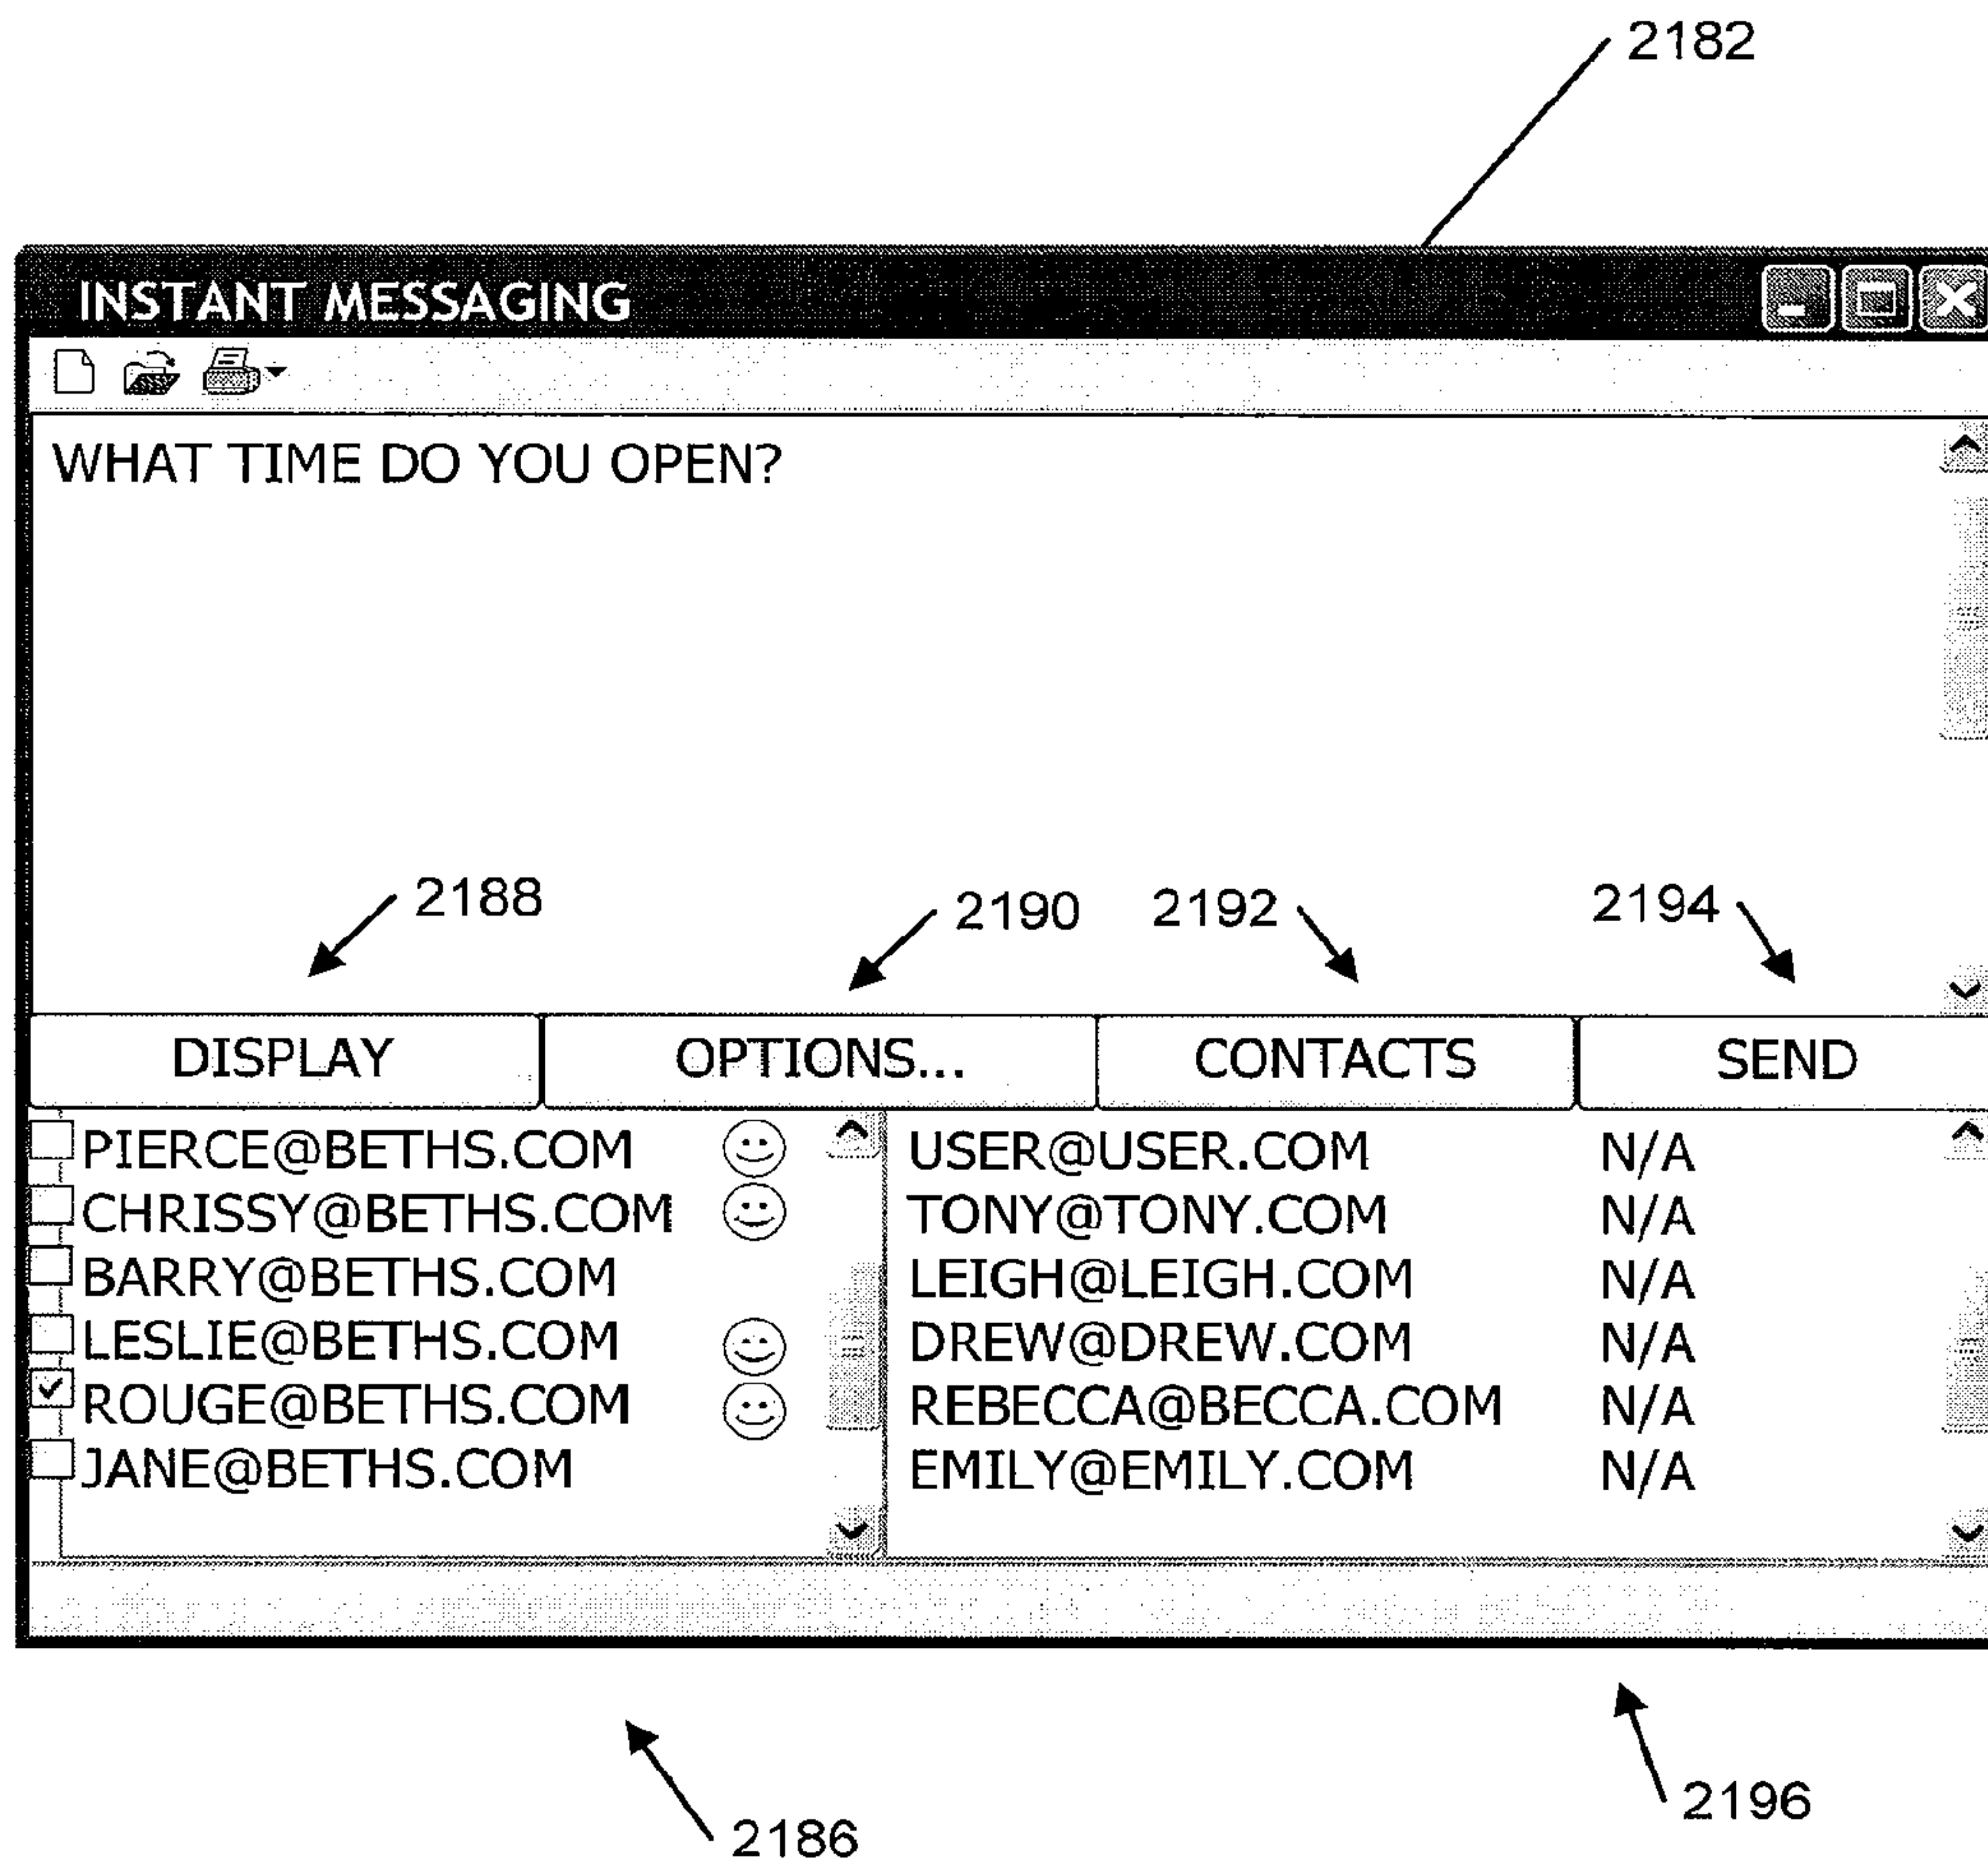 2182
INSTANT MESSAGING
WHAT TIME DO YOU OPEN?
2188 2190 2192 2194
DISPLAY OPTIONS... CONTACTS SEND
PIERCE@BETHS.COM USER@USER.COM N/A
CHRISSY@BETHS.COM TONY@TONY.COM N/A
BARRY@BETHS.COM LEIGH@LEIGH.COM N/A
LESLIE@BETHS.COM DREW@DREW.COM N/A
ROUGE@BETHS.COM REBECCA@BECCA.COM N/A
JANE@BETHS.COM EMILY@EMILY.COM N/A
2186 2196